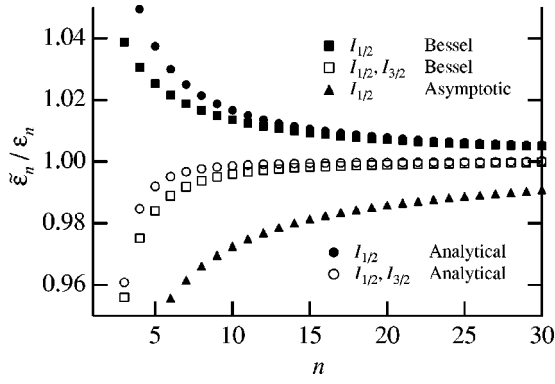 1.04
1.02
1.00
0.98
0.96
ε̃ₙ / εₙ
■ I₁/₂ Bessel
□ I₁/₂, I₃/₂ Bessel
▲ I₁/₂ Asymptotic
● I₁/₂ Analytical
○ I₁/₂, I₃/₂ Analytical
5 10 15 20 25 30
n